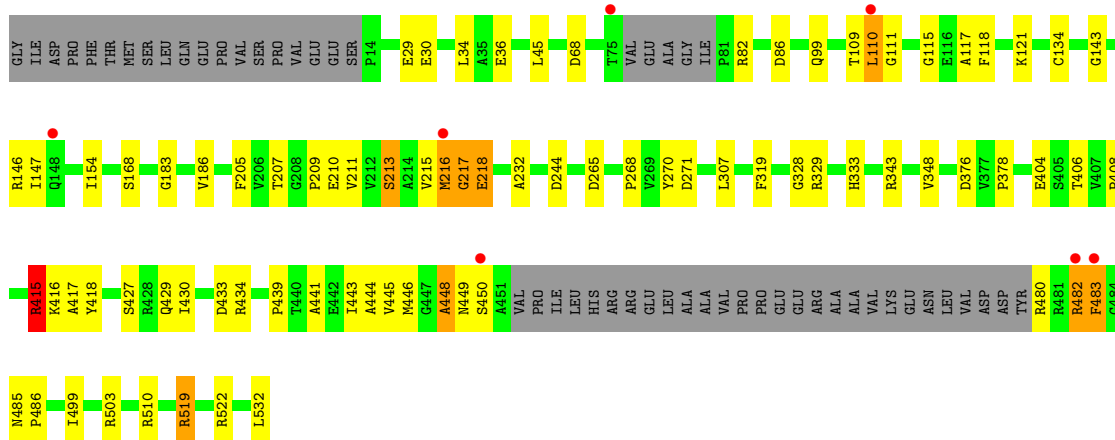 GLY ILE ASP PRO PHE THR MET SER LEU GLN GLU PRO VAL SER PRO VAL GLU GLU SER P14 E29 E30 L34 A35 E36 L45 D68 T75 VAL GLU ALA GLY ILE P81 R82 D86 Q99 T109 L110 G111 G115 E116 A117 F118 K121 C134 G143
R146 I147 Q148 I154 S168 G183 V186 F205 V206 T207 G208 P209 E210 V211 V212 S213 A214 V215 M216 G217 E218 A232 D244 D265 P268 V269 Y270 D271 L307 F319 G328 R329 H333 R343 V348 D376 V377 P378 E404 S405 T406 V407
R415 K416 A417 Y418 S427 R428 Q429 I430 D433 R434 P439 T440 A441 E442 I443 A444 V445 M446 G447 A448 N449 S450 A451 VAL PRO ILE LEU HIS ARG ARG GLU LEU ALA ALA VAL PRO PRO GLU GLU ARG ALA ALA VAL LYS GLU ASN LEU VAL ASP ASP TYR R480 R481 R482 F483 G484
N485 P486 I499 R503 R510 R519 R522 L532